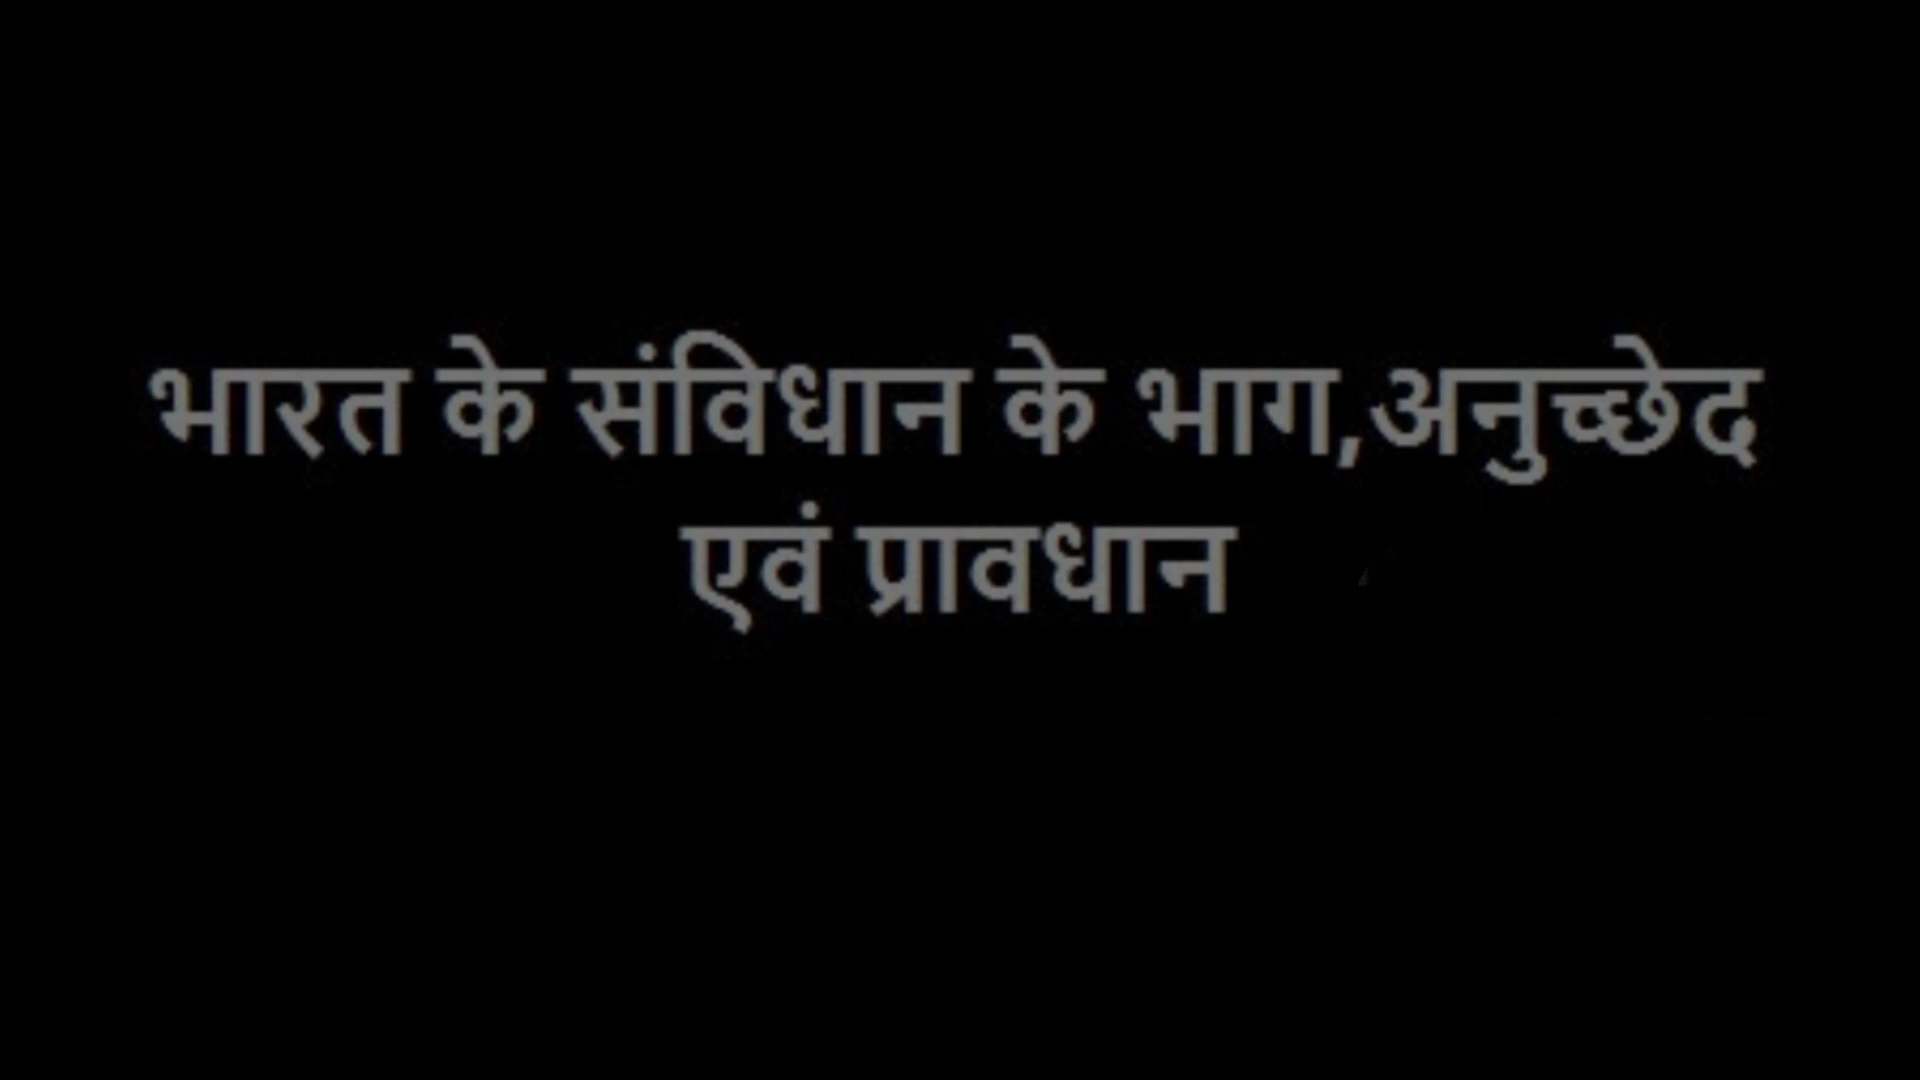 भारत के संविधान के भाग,अनुच्छेद
एवं प्रावधान